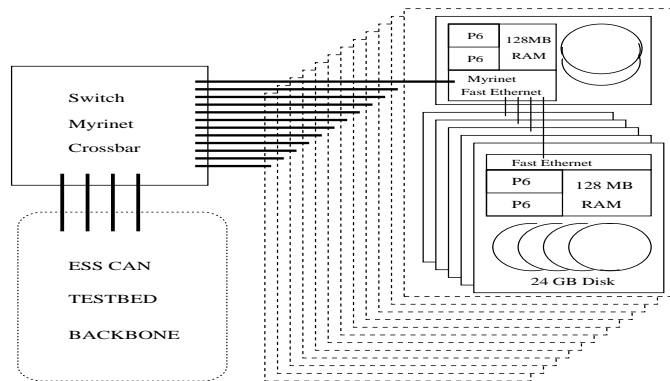 Switch
Myrinet
Crossbar
ESS CAN
TESTBED
BACKBONE
P6
P6
128MB
RAM
Myrinet
Fast Ethernet
Fast Ethernet
P6
P6
128 MB
RAM
24 GB Disk